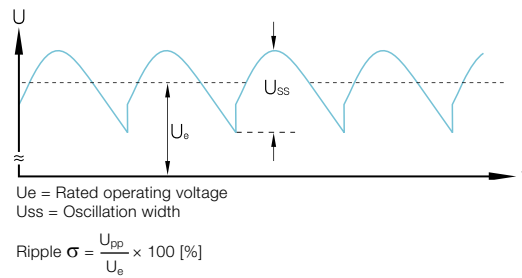 U
Uss
Ue
≈
Ue = Rated operating voltage
Uss = Oscillation width
Ripple σ = Upp / Ue × 100 [%]